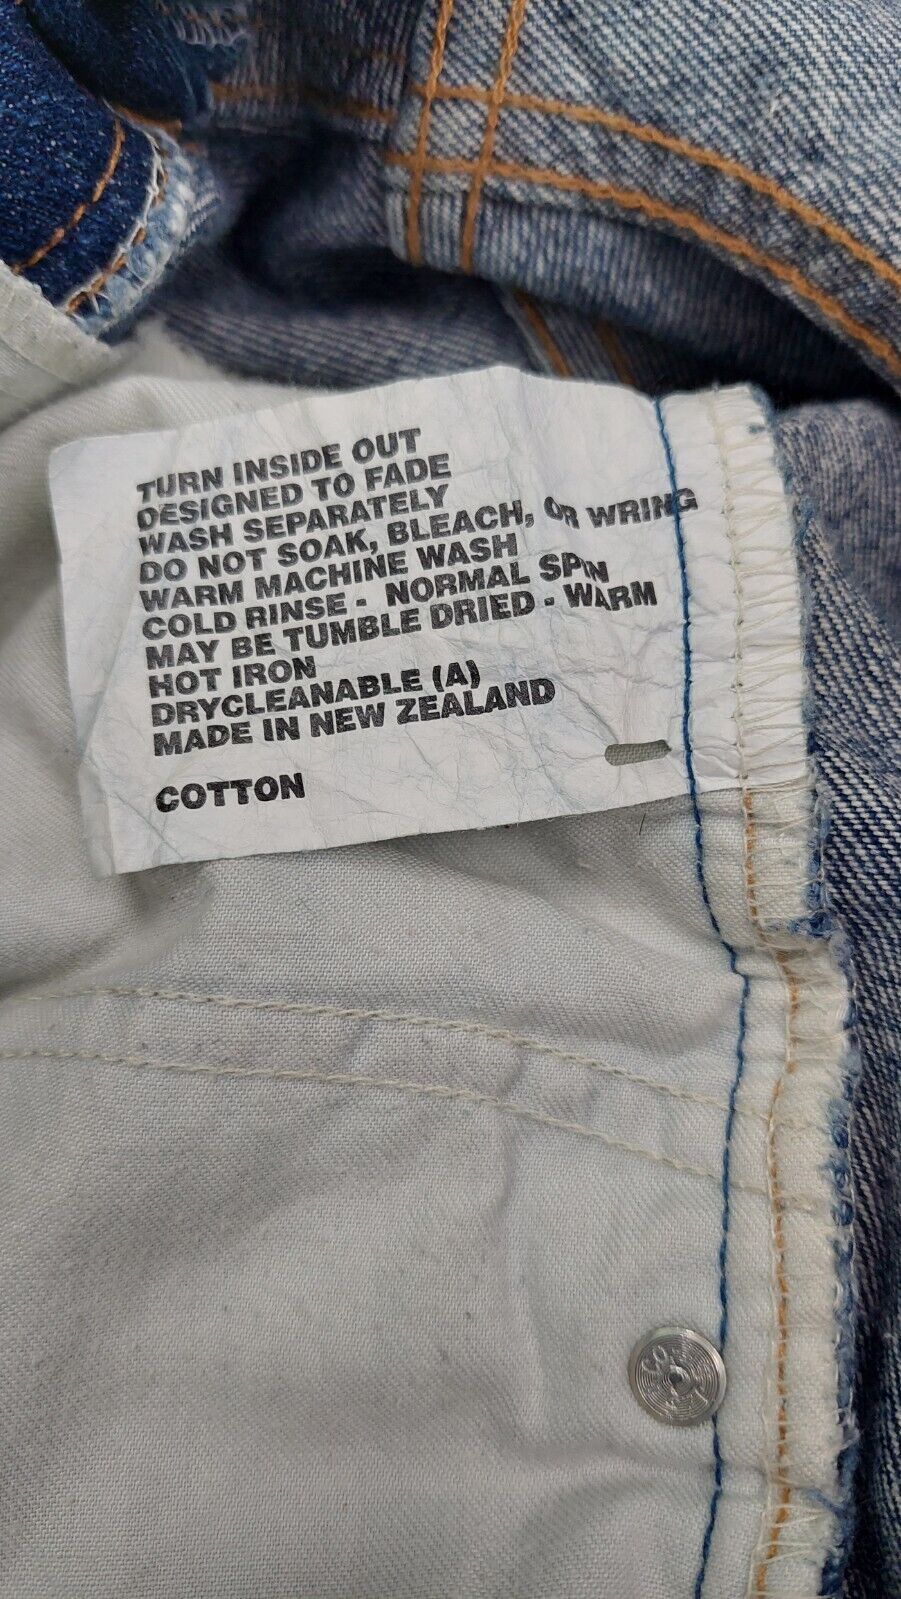 TURN INSIDE OUT
DESIGNED TO FADE
WASH SEPARATELY
DO NOT SOAK, BLEACH, OR WRING
WARM MACHINE WASH
COLD RINSE - NORMAL SPIN
MAY BE TUMBLE DRIED - WARM
HOT IRON
DRYCLEANABLE (A)
MADE IN NEW ZEALAND
COTTON
CO